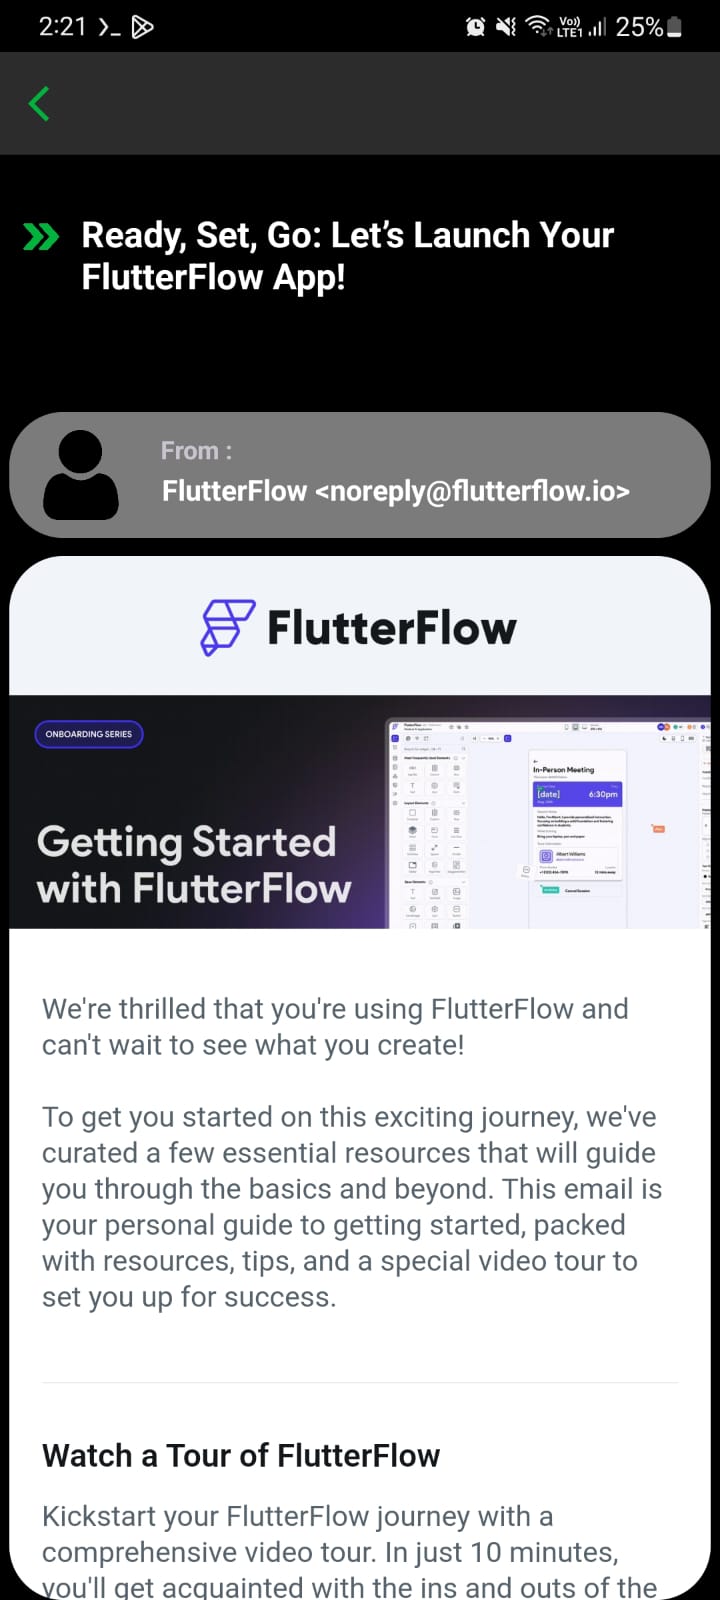 2:21
Vo))
LTE1
25%
Ready, Set, Go: Let’s Launch Your
FlutterFlow App!
From :
FlutterFlow <noreply@flutterflow.io>
FlutterFlow
ONBOARDING SERIES
Getting Started
with FlutterFlow
In-Person Meeting
[date]
6:30pm
Albert Williams
Cancel Session
We're thrilled that you're using FlutterFlow and
can't wait to see what you create!
To get you started on this exciting journey, we've
curated a few essential resources that will guide
you through the basics and beyond. This email is
your personal guide to getting started, packed
with resources, tips, and a special video tour to
set you up for success.
Watch a Tour of FlutterFlow
Kickstart your FlutterFlow journey with a
comprehensive video tour. In just 10 minutes,
you'll get acquainted with the ins and outs of the